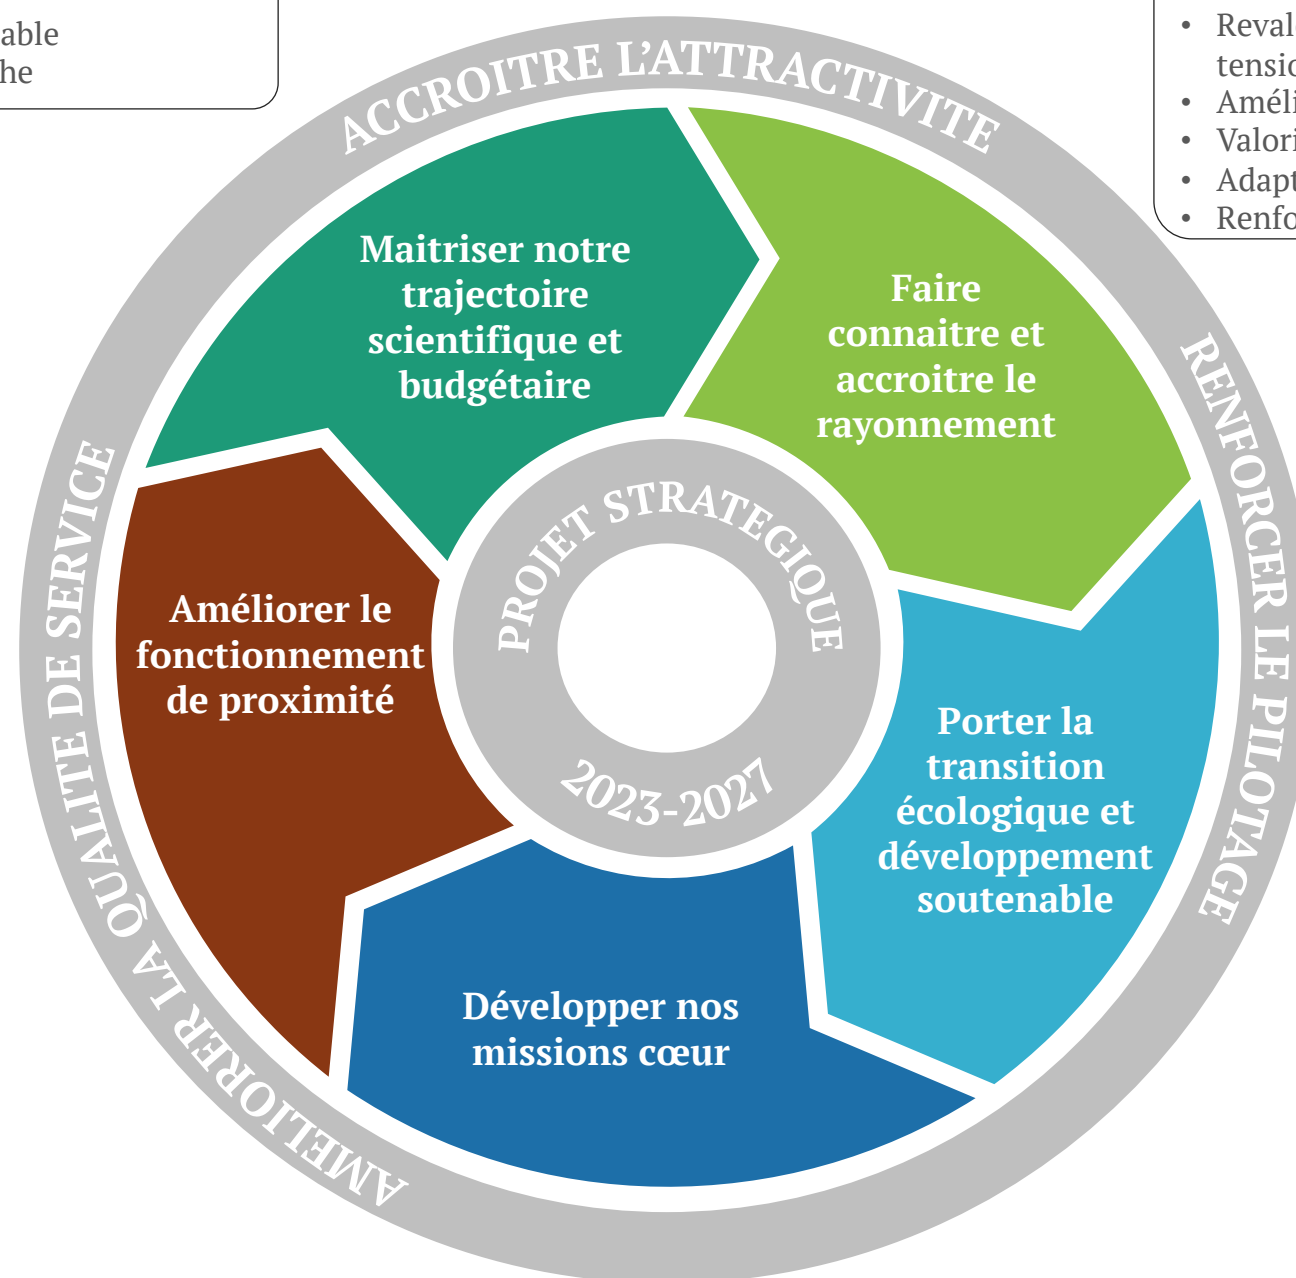 ACCROITRE L'ATTRACTIVITE
Maitriser notre
trajectoire
scientifique et
budgétaire
Faire
connaitre et
accroitre le
rayonnement
RENFORCER LE PILOTAGE
Porter la
transition
écologique et
développement
soutenable
Développer nos
missions cœur
Améliorer le
fonctionnement
de proximité
AMELIORER LA QUALITE DE SERVICE
PROJET STRATEGIQUE
2023-2027